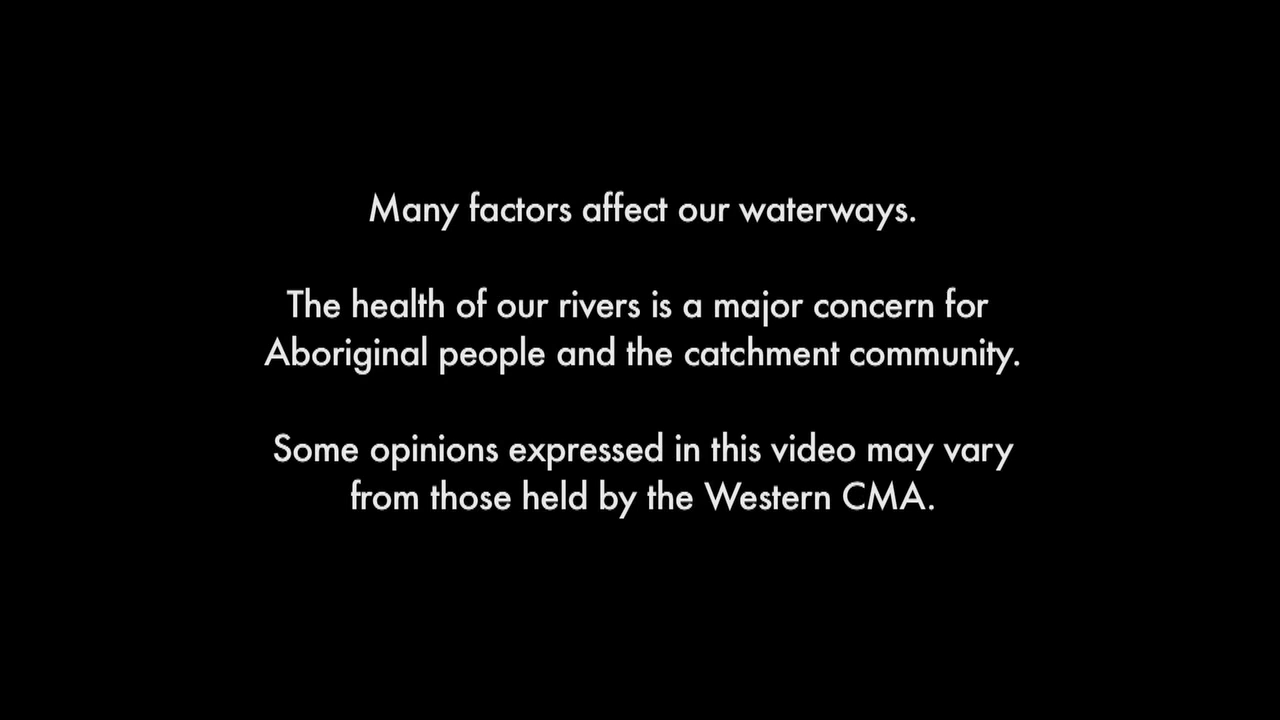 Many factors affect our waterways.
The health of our rivers is a major concern for
Aboriginal people and the catchment community.
Some opinions expressed in this video may vary
from those held by the Western CMA.